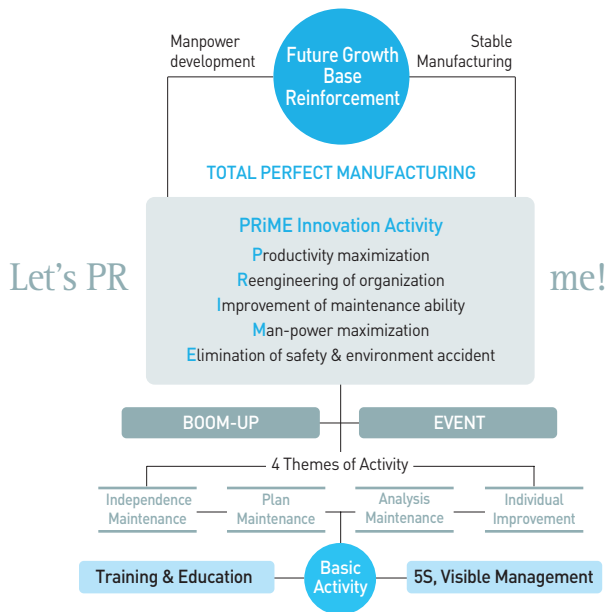 Manpower
development
Future Growth
Base
Reinforcement
Stable
Manufacturing
TOTAL PERFECT MANUFACTURING
PRiME Innovation Activity
Productivity maximization
Reengineering of organization
Improvement of maintenance ability
Man-power maximization
Elimination of safety & environment accident
Let's PR
me!
BOOM-UP
EVENT
4 Themes of Activity
Independence
Maintenance
Plan
Maintenance
Analysis
Maintenance
Individual
Improvement
Training & Education
Basic
Activity
5S, Visible Management